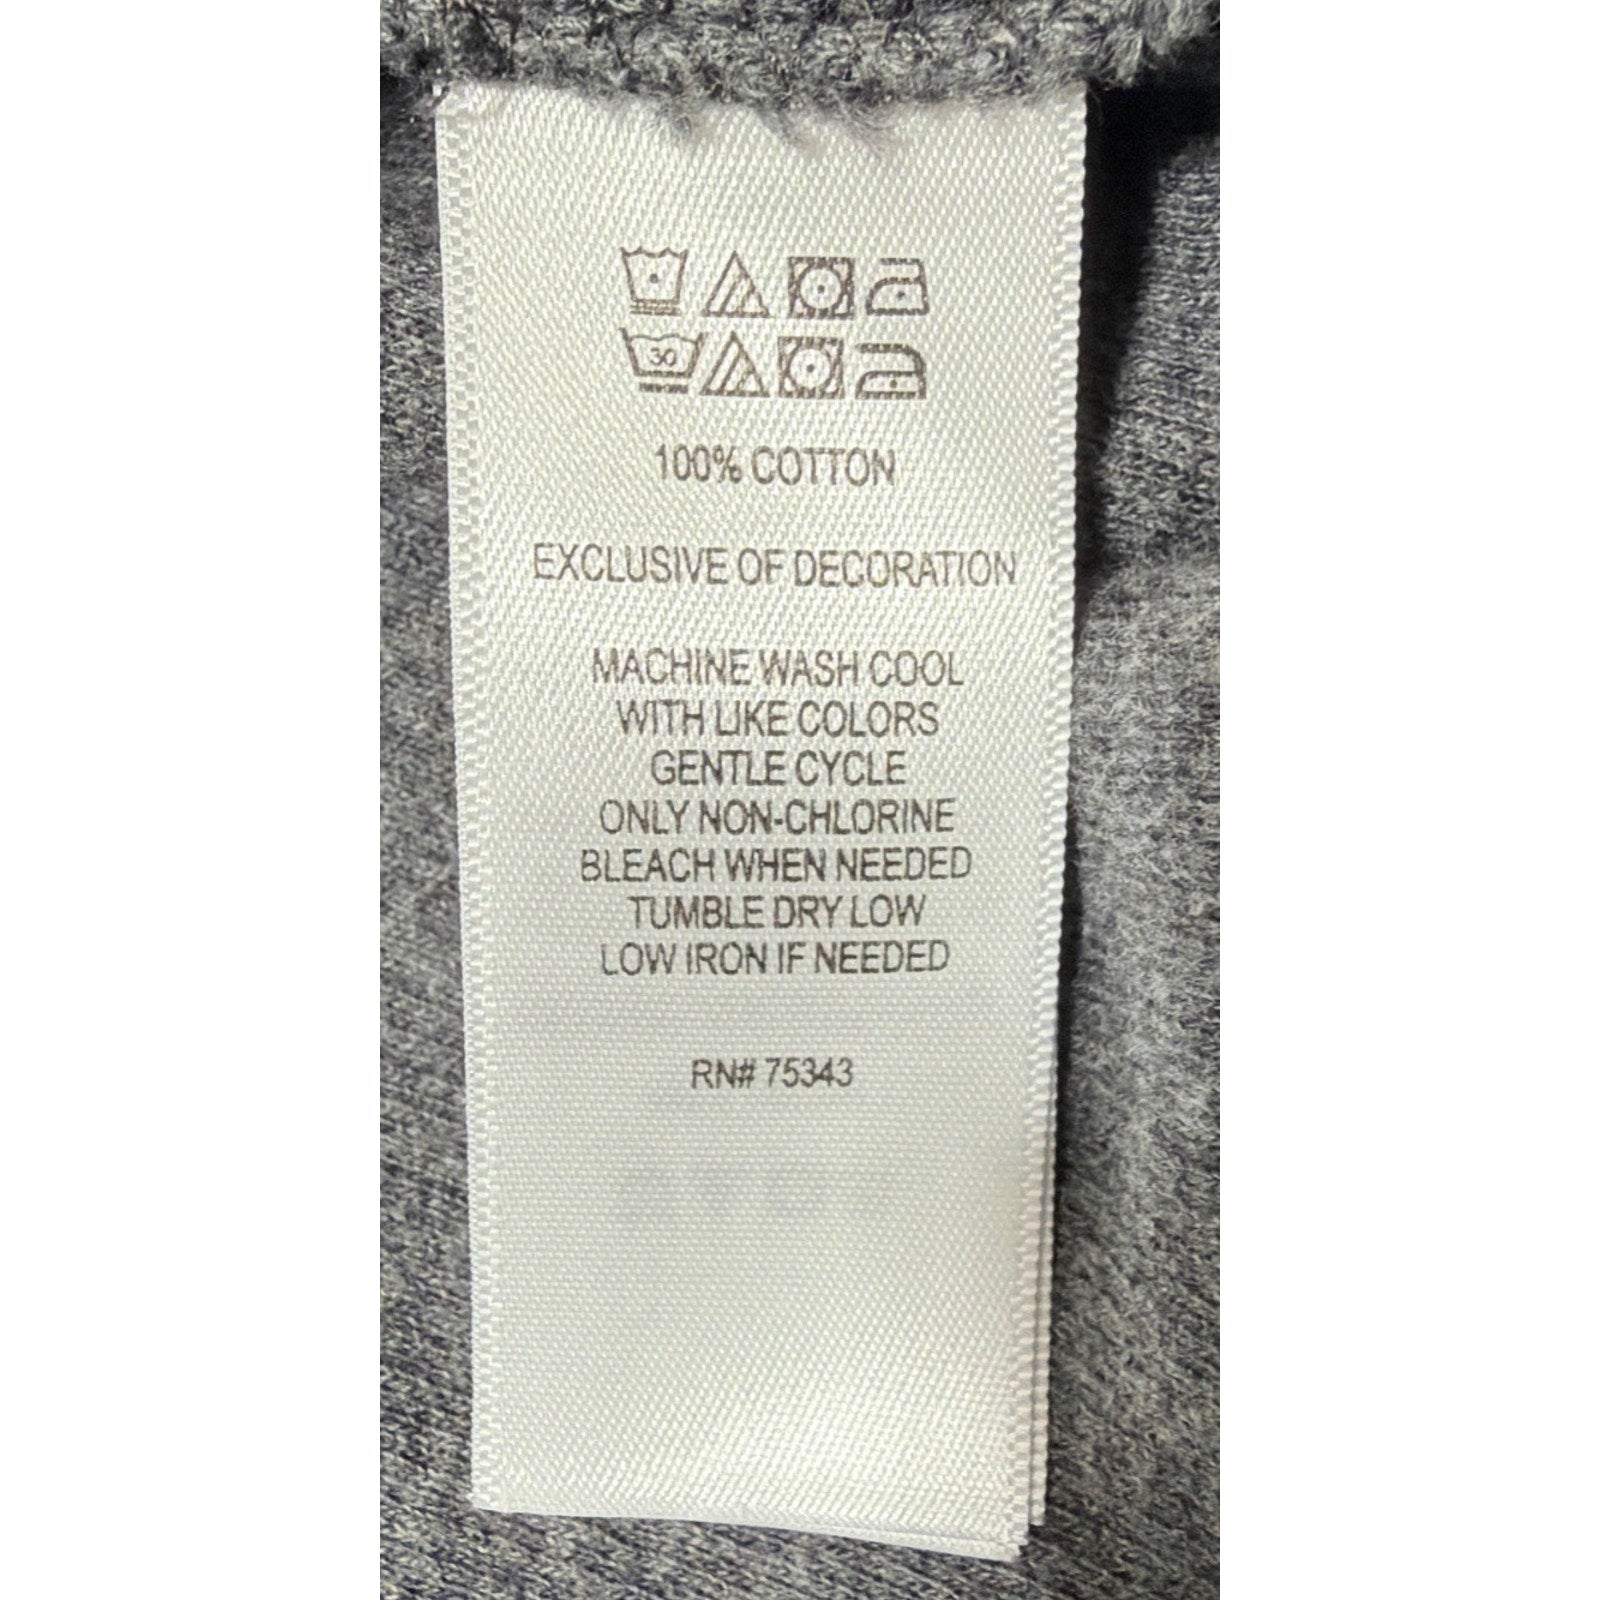 30
100% COTTON
EXCLUSIVE OF DECORATION
MACHINE WASH COOL
WITH LIKE COLORS
GENTLE CYCLE
ONLY NON-CHLORINE
BLEACH WHEN NEEDED
TUMBLE DRY LOW
LOW IRON IF NEEDED
RN# 75343